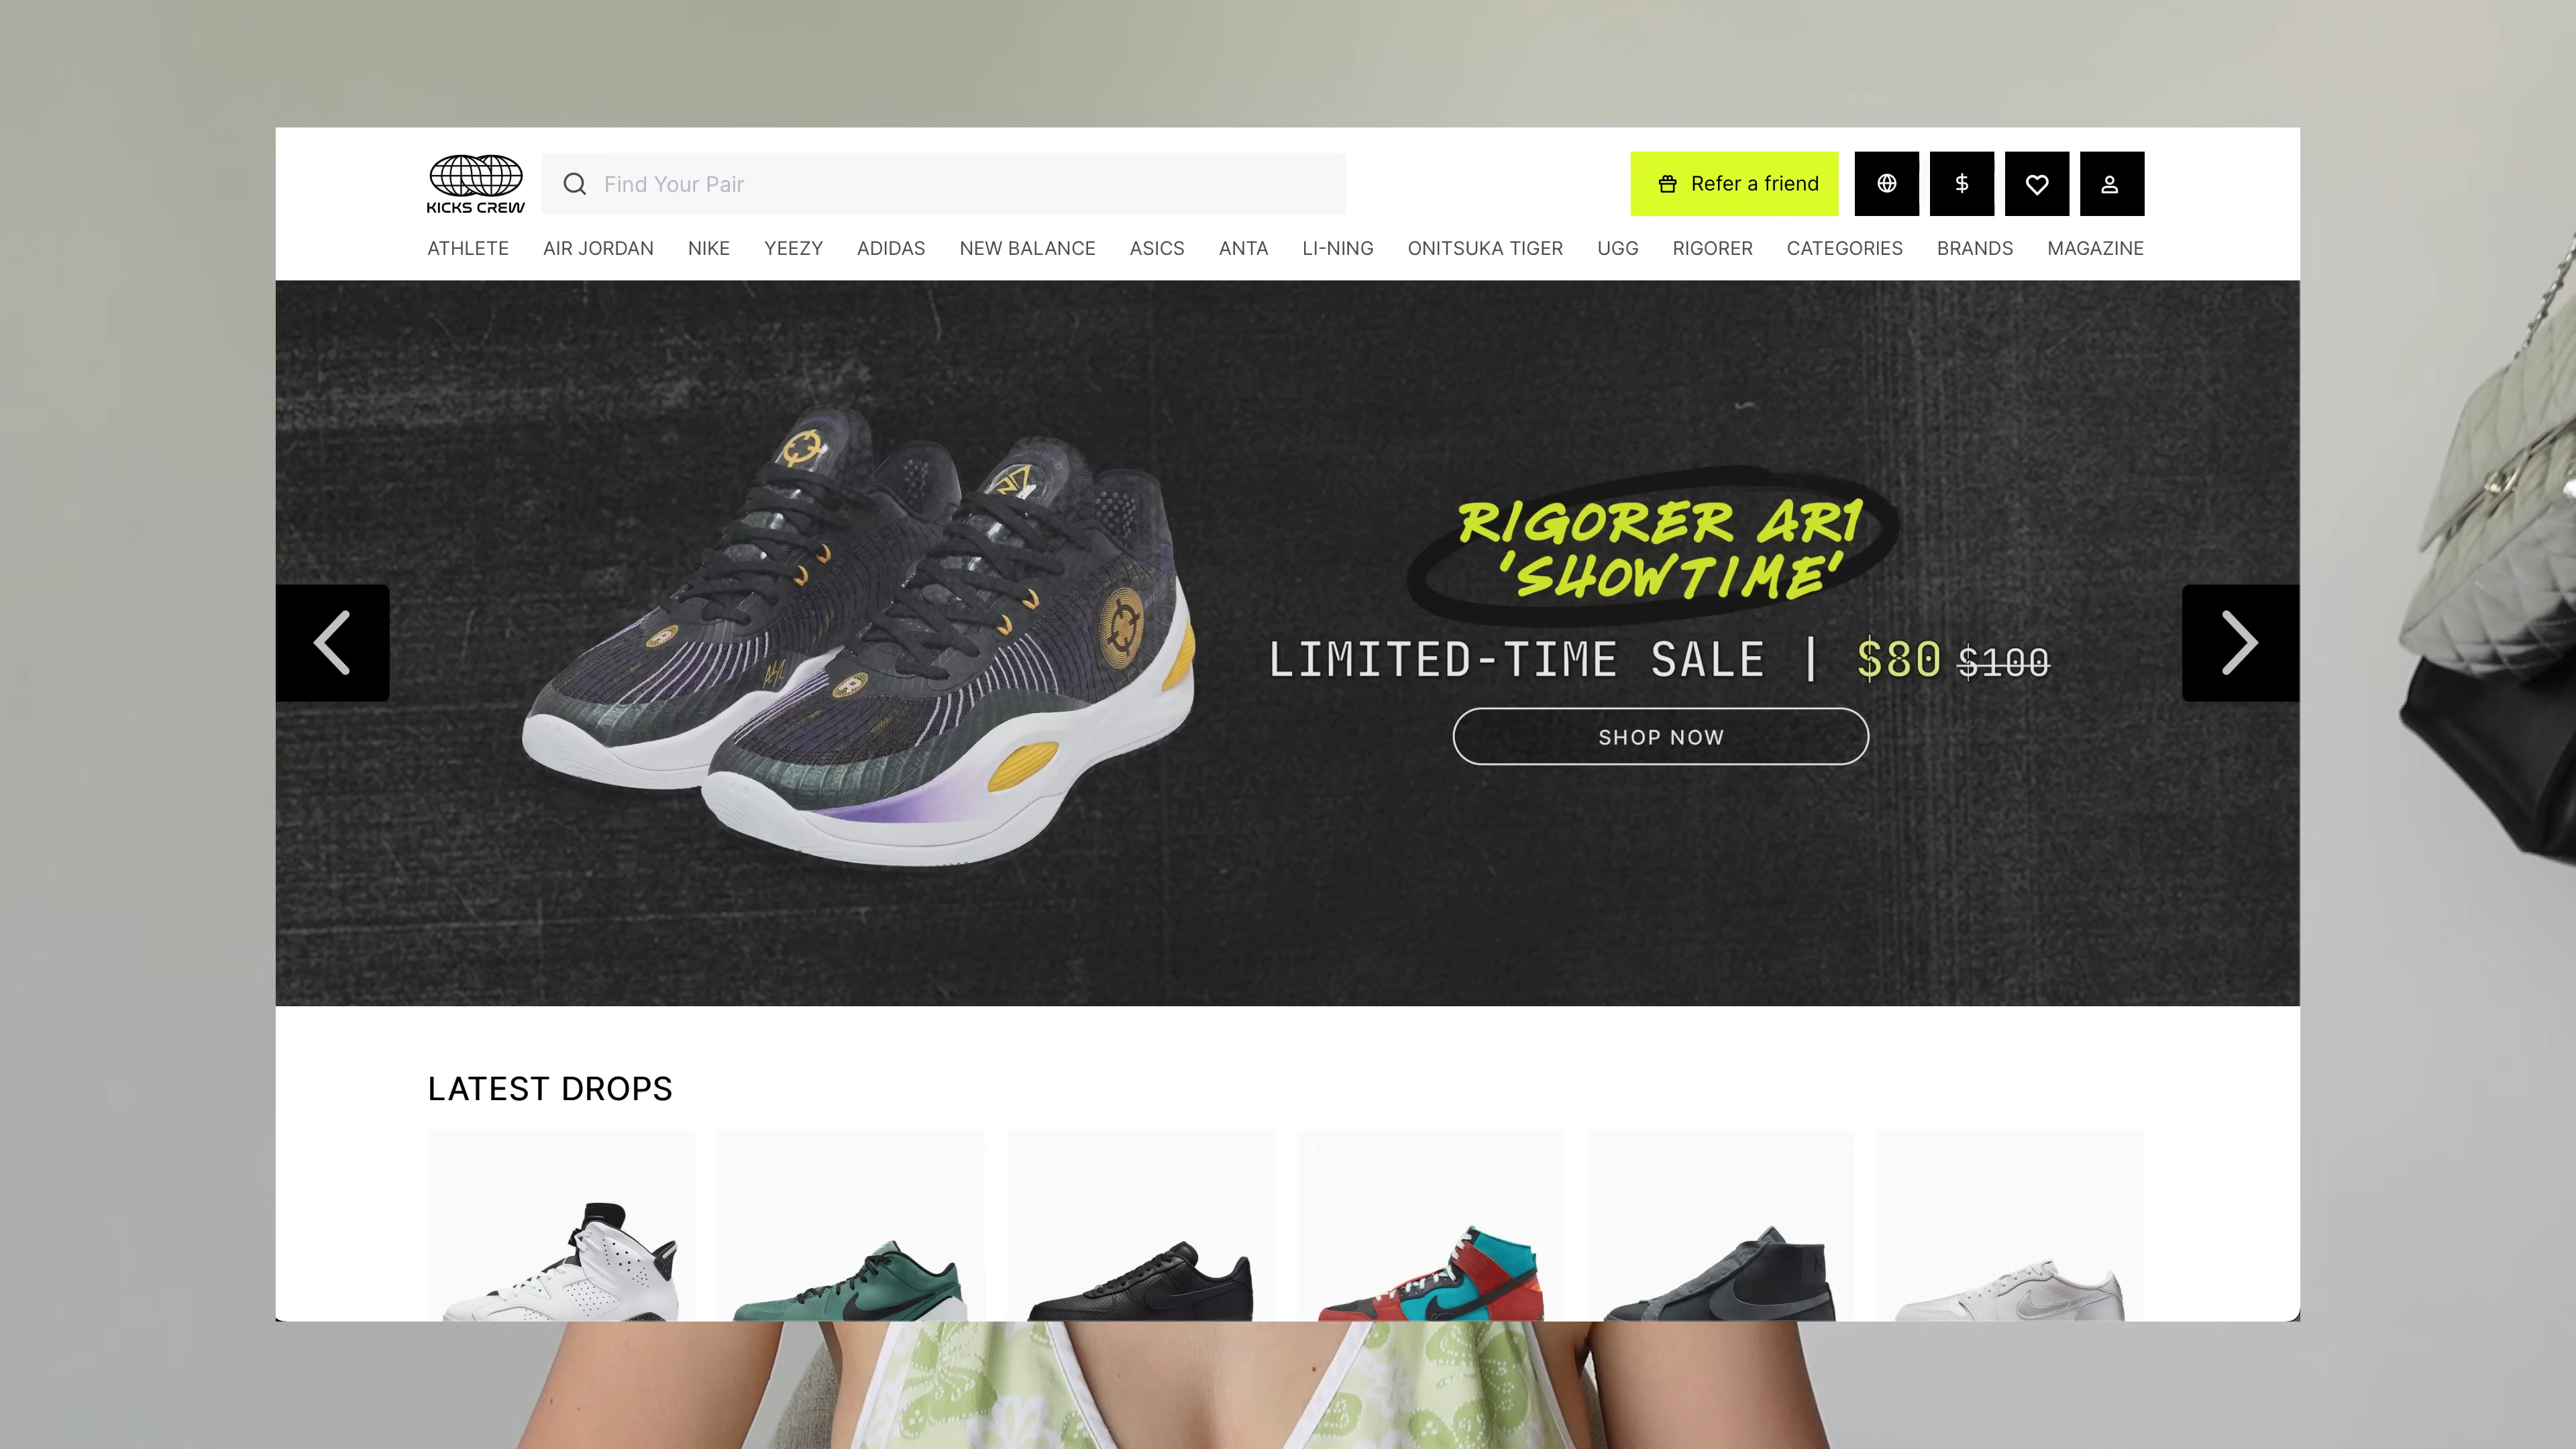 KICKS CREW
Find Your Pair
Refer a friend
ATHLETE AIR JORDAN NIKE YEEZY ADIDAS NEW BALANCE ASICS ANTA LI-NING ONITSUKA TIGER UGG RIGORER CATEGORIES BRANDS MAGAZINE
RIGORER AR1
'SHOWTIME'
LIMITED-TIME SALE | $80 $100
SHOP NOW
LATEST DROPS